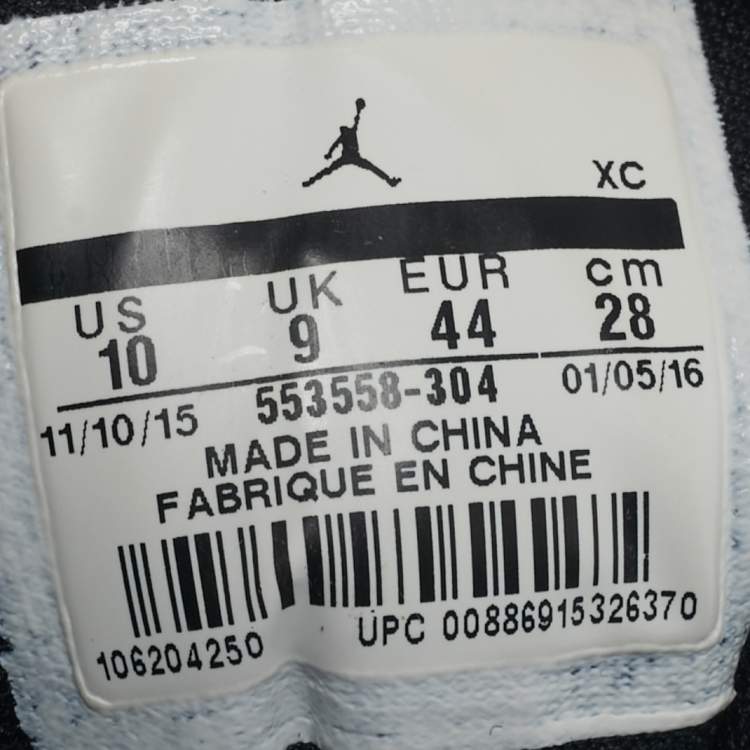 XC
US UK EUR cm
10 9 44 28
11/10/15 553558-304 01/05/16
MADE IN CHINA
FABRIQUE EN CHINE
106204250 UPC 00886915326370